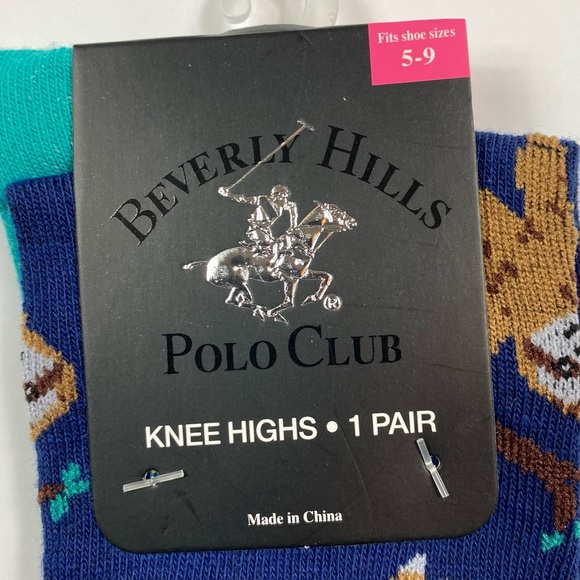 Fits shoe sizes
5-9
BEVERLY HILLS
®
POLO CLUB
KNEE HIGHS • 1 PAIR
Made in China